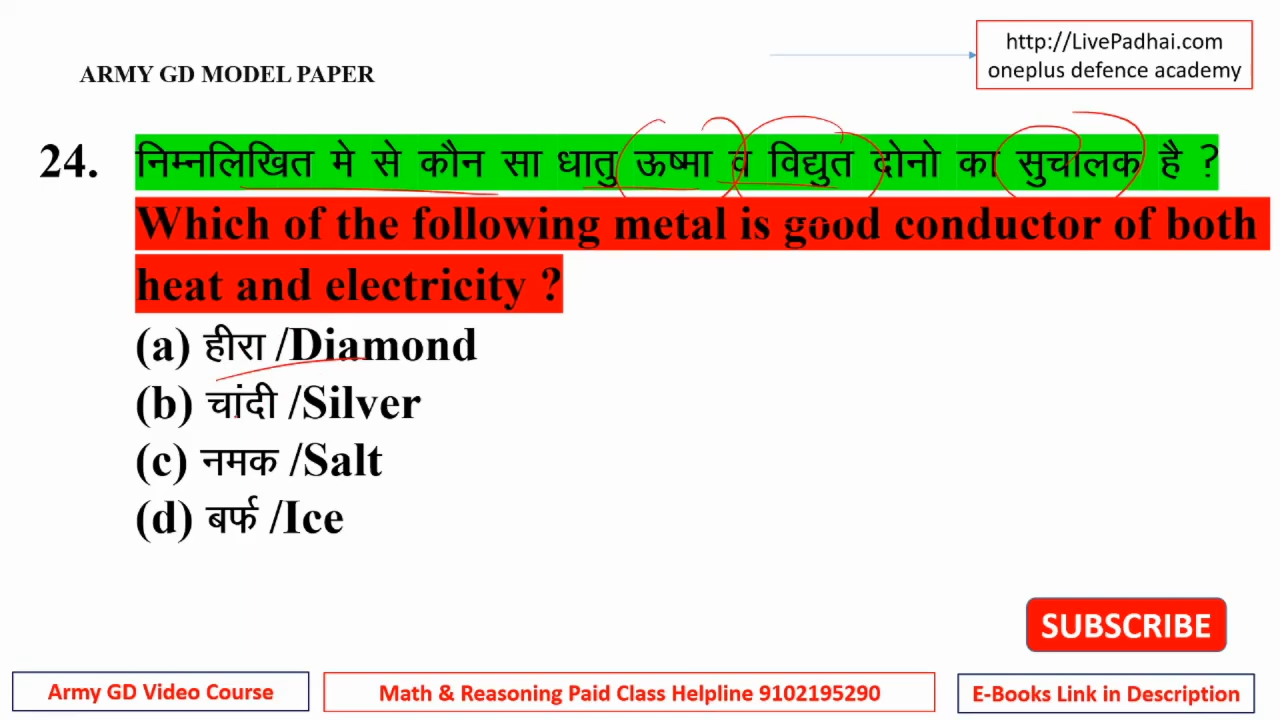 http://LivePadhai.com
oneplus defence academy
ARMY GD MODEL PAPER
24. निम्नलिखित मे से कौन सा धातु ऊष्मा व विद्युत दोनो का सुचालक है ?
Which of the following metal is good conductor of both
heat and electricity ?
(a) हीरा /Diamond
(b) चांदी /Silver
(c) नमक /Salt
(d) बर्फ /Ice
SUBSCRIBE
Army GD Video Course
Math & Reasoning Paid Class Helpline 9102195290
E-Books Link in Description